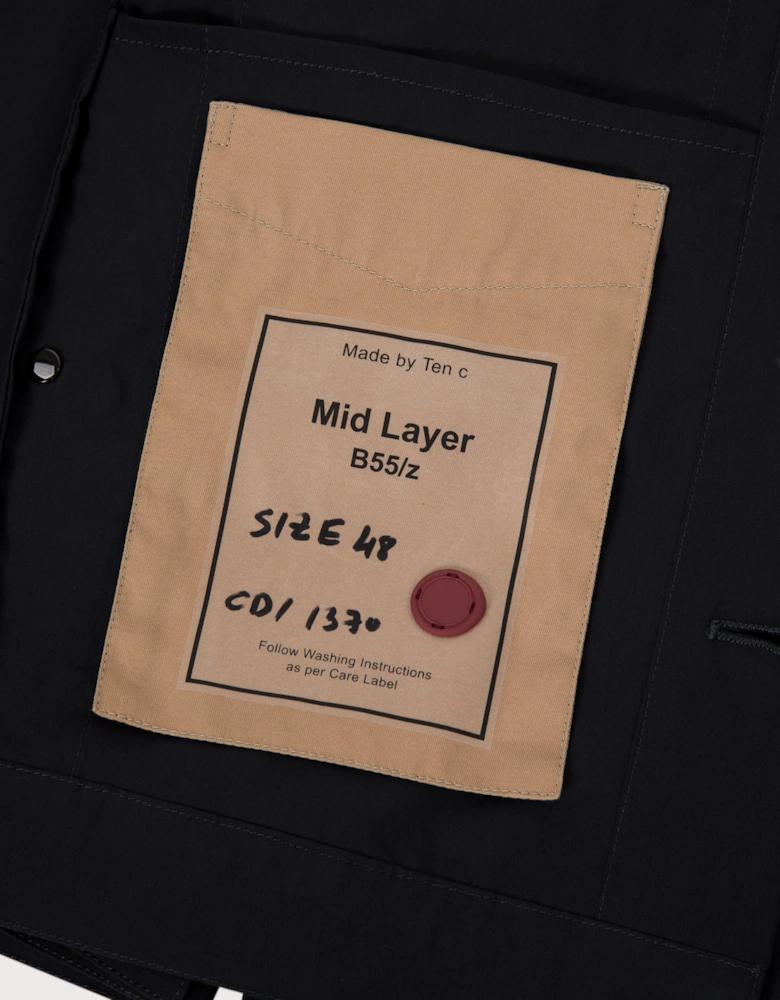 Made by Ten c
Mid Layer
B55/z
SIZE 48
CD/ 1370
Follow Washing Instructions
as per Care Label